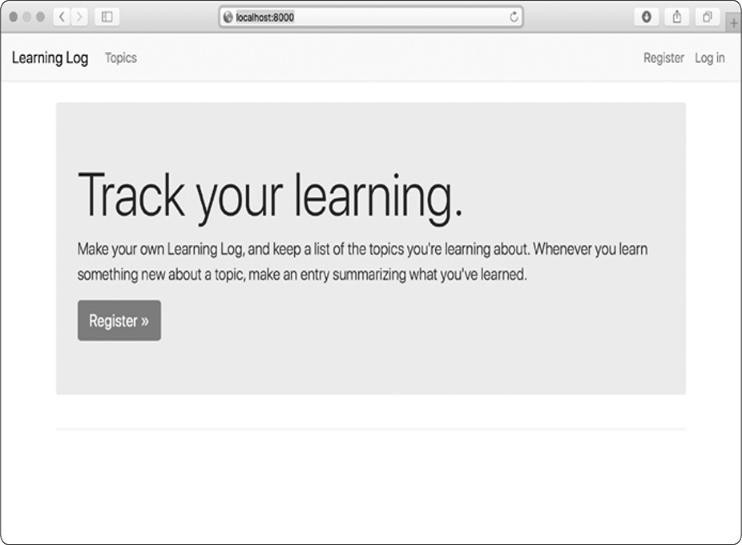 localhost:8000
Learning Log Topics Register Log in
Track your learning.
Make your own Learning Log, and keep a list of the topics you're learning about. Whenever you learn
something new about a topic, make an entry summarizing what you've learned.
Register »